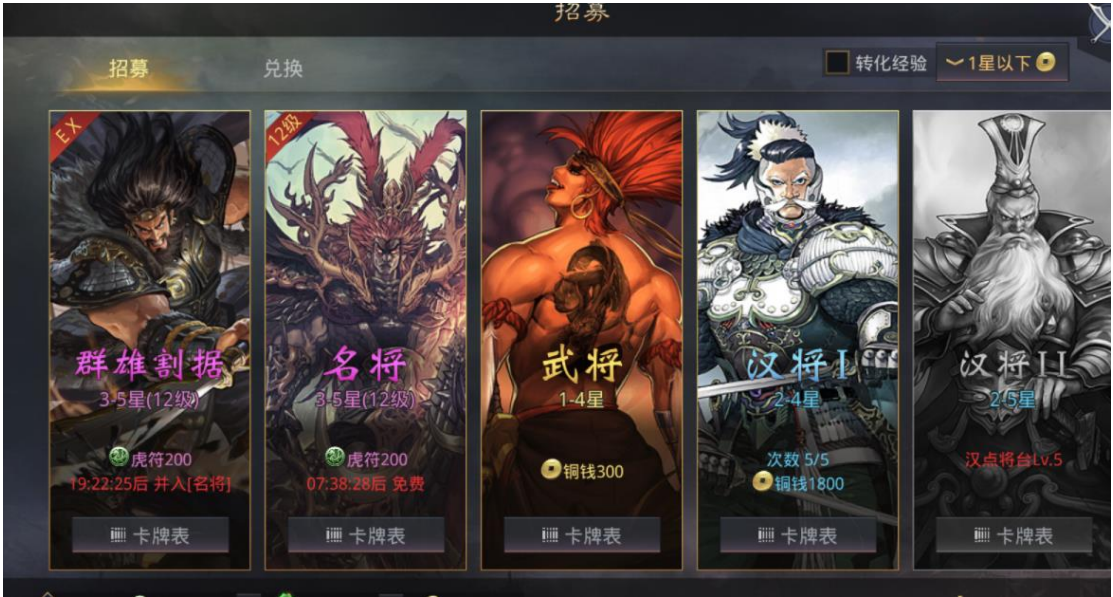 招募
招募
兑换
转化经验
1星以下
EX
群雄割据
3-5星(12级)
虎符200
19:22:25后 并入[名将]
卡牌表
12级
名将
3-5星(12级)
虎符200
07:38:28后 免费
卡牌表
武将
1-4星
铜钱300
卡牌表
汉将I
2-4星
次数 5/5
铜钱1800
卡牌表
汉将II
2-5星
汉点将台Lv.5
卡牌表